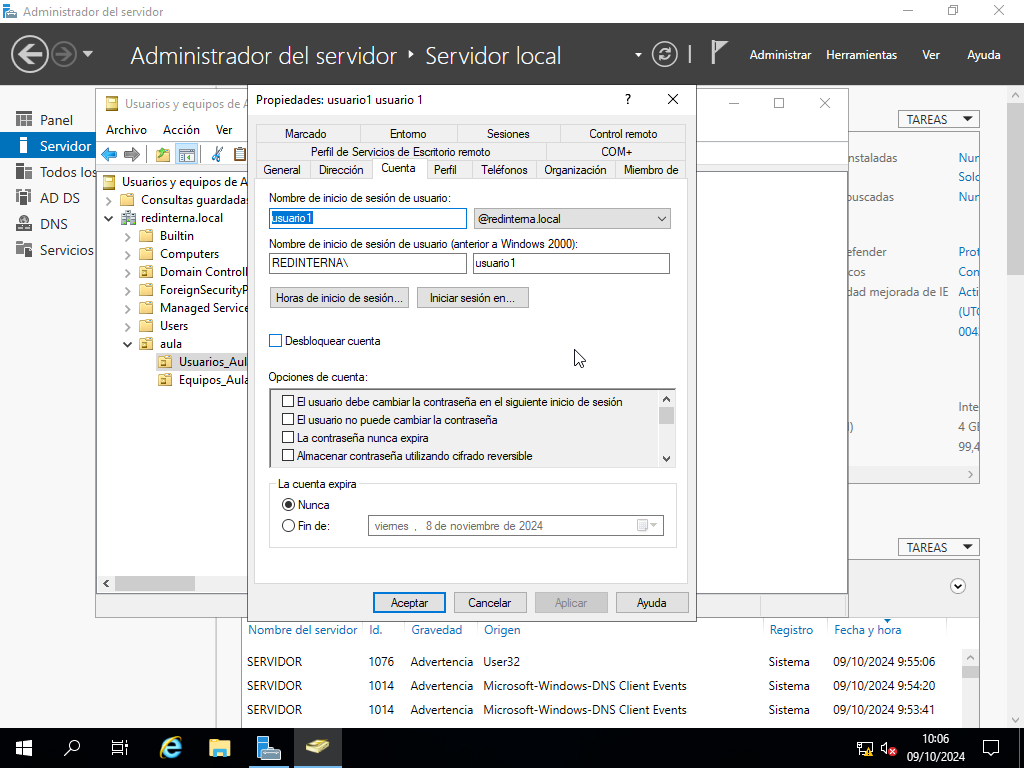 Administrador del servidor
Administrador del servidor ‣ Servidor local
Administrar Herramientas Ver Ayuda
Panel
Servidor
Todos los
AD DS
DNS
Servicios
Usuarios y equipos de A
Archivo Acción Ver
Usuarios y equipos de A
Consultas guardadas
redinterna.local
Builtin
Computers
Domain Controll
ForeignSecurityP
Managed Service
Users
aula
Usuarios_Aul
Equipos_Aula
Propiedades: usuario1 usuario 1
? 
Marcado Entorno Sesiones Control remoto
Perfil de Servicios de Escritorio remoto COM+
General Dirección Cuenta Perfil Teléfonos Organización Miembro de
Nombre de inicio de sesión de usuario:
usuario1 @redinterna.local
Nombre de inicio de sesión de usuario (anterior a Windows 2000):
REDINTERNA\ usuario1
Horas de inicio de sesión... Iniciar sesión en...
Desbloquear cuenta
Opciones de cuenta:
El usuario debe cambiar la contraseña en el siguiente inicio de sesión
El usuario no puede cambiar la contraseña
La contraseña nunca expira
Almacenar contraseña utilizando cifrado reversible
La cuenta expira
Nunca
Fin de: viernes , 8 de noviembre de 2024
Aceptar Cancelar Aplicar Ayuda
TAREAS
nstaladas Nun
Solo
uscadas Nun
efender Prot
cos Con
dad mejorada de IE Acti
(UTC
004
Inte
) 4 GB
99,4
TAREAS
Nombre del servidor Id. Gravedad Origen Registro Fecha y hora
SERVIDOR 1076 Advertencia User32 Sistema 09/10/2024 9:55:06
SERVIDOR 1014 Advertencia Microsoft-Windows-DNS Client Events Sistema 09/10/2024 9:54:20
SERVIDOR 1014 Advertencia Microsoft-Windows-DNS Client Events Sistema 09/10/2024 9:53:41
10:06
09/10/2024